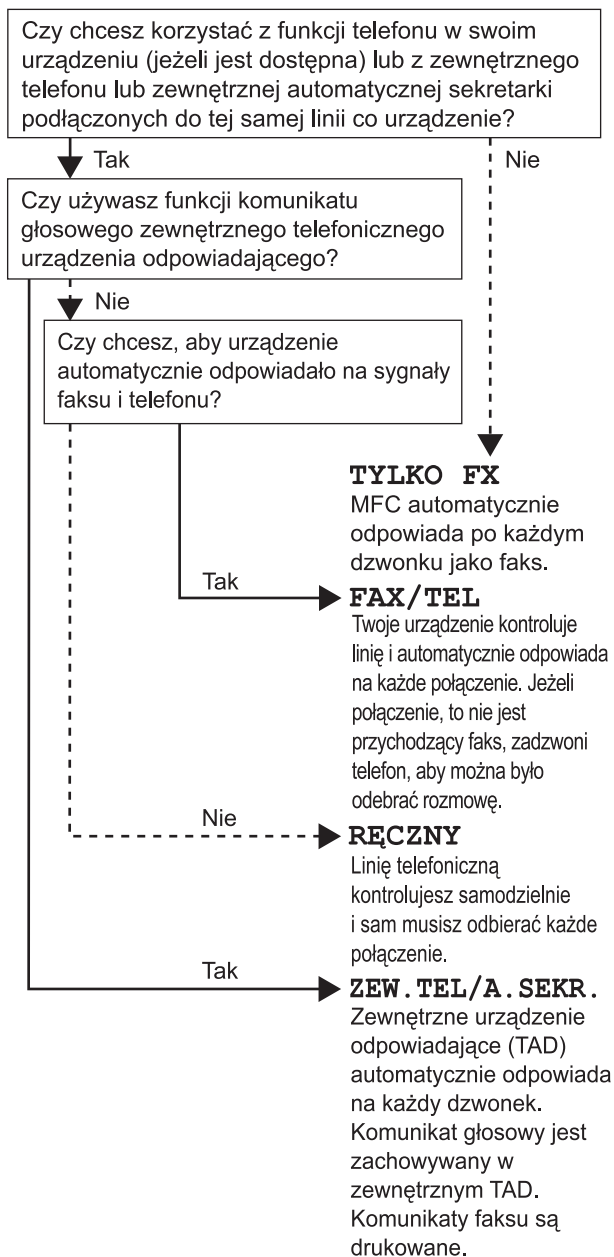 Czy chcesz korzystać z funkcji telefonu w swoim
urządzeniu (jeżeli jest dostępna) lub z zewnętrznego
telefonu lub zewnętrznej automatycznej sekretarki
podłączonych do tej samej linii co urządzenie?
Tak
Nie
Czy używasz funkcji komunikatu
głosowego zewnętrznego telefonicznego
urządzenia odpowiadającego?
Nie
Czy chcesz, aby urządzenie
automatycznie odpowiadało na sygnały
faksu i telefonu?
TYLKO FX
MFC automatycznie
odpowiada po każdym
dzwonku jako faks.
Tak
FAX/TEL
Twoje urządzenie kontroluje
linię i automatycznie odpowiada
na każde połączenie. Jeżeli
połączenie, to nie jest
przychodzący faks, zadzwoni
telefon, aby można było
odebrać rozmowę.
Nie
RĘCZNY
Linię telefoniczną
kontrolujesz samodzielnie
i sam musisz odbierać każde
połączenie.
Tak
ZEW.TEL/A.SEKR.
Zewnętrzne urządzenie
odpowiadające (TAD)
automatycznie odpowiada
na każdy dzwonek.
Komunikat głosowy jest
zachowywany w
zewnętrznym TAD.
Komunikaty faksu są
drukowane.